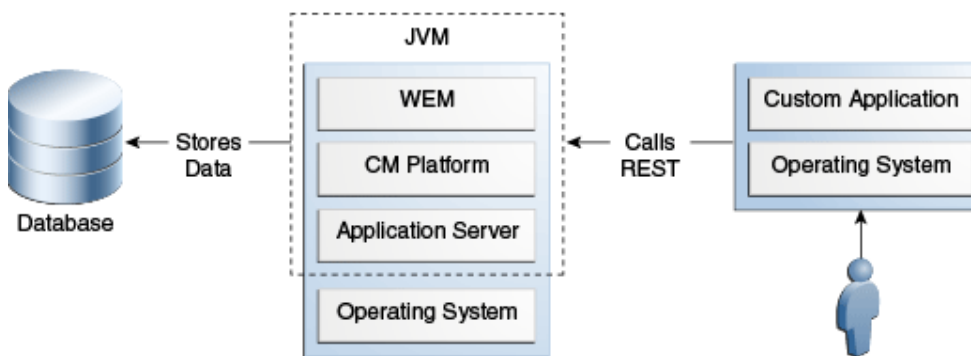 JVM
WEM
CM Platform
Application Server
Operating System
Stores
Data
Database
Calls
REST
Custom Application
Operating System